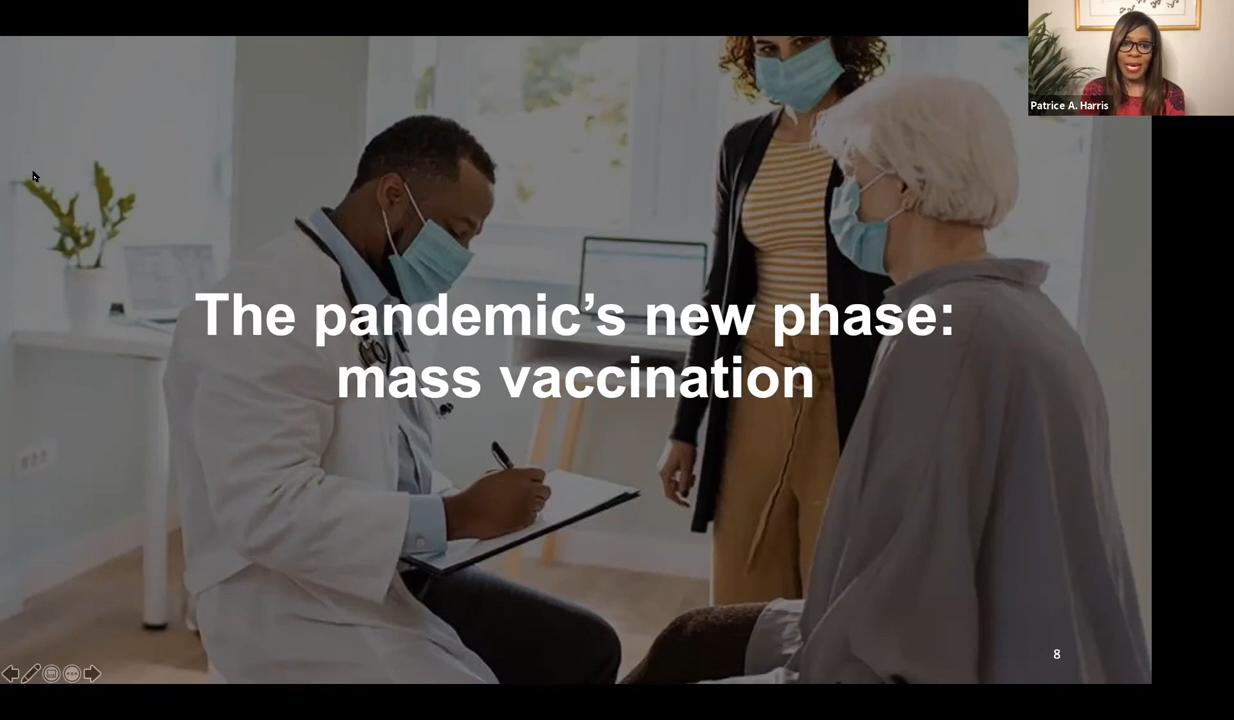 Patrice A. Harris
The pandemic’s new phase:
mass vaccination
8